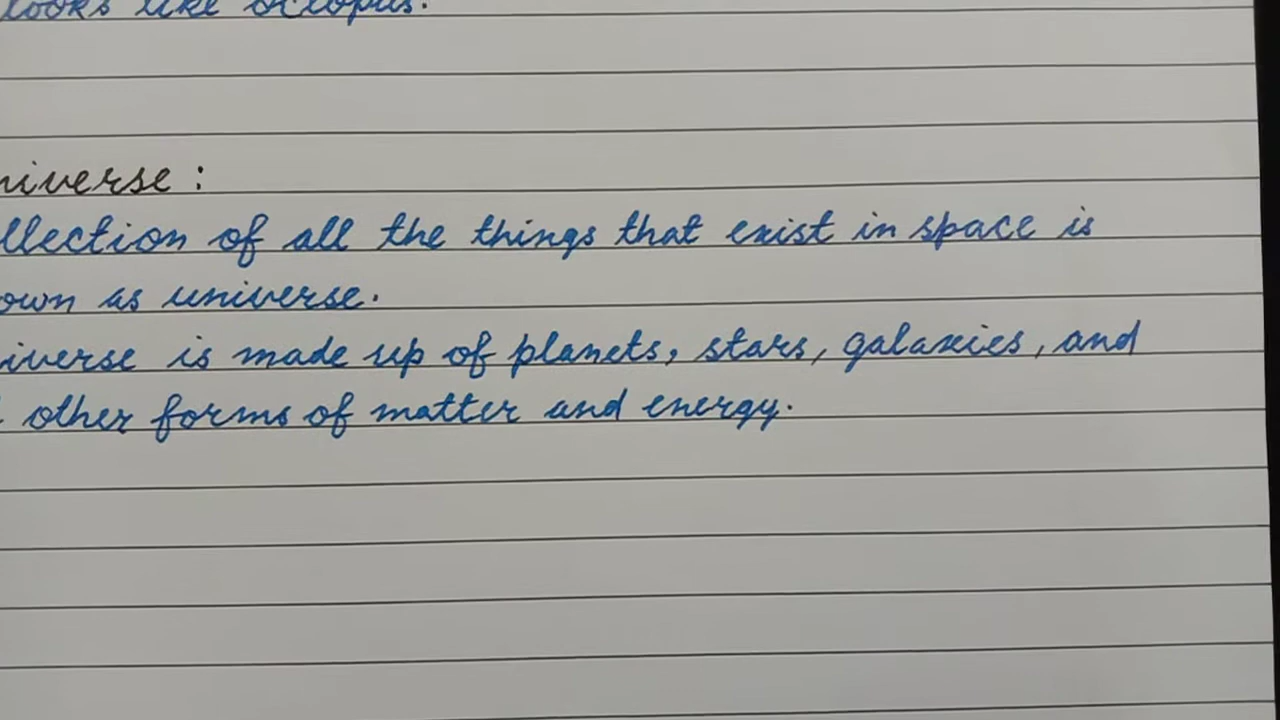 looks like octopus.
niverse :
llection of all the things that exist in space is
own as universe.
iverse is made up of planets, stars, galaxies, and
other forms of matter and energy.